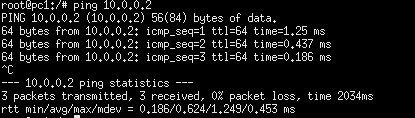 root@pc1:/# ping 10.0.0.2
PING 10.0.0.2 (10.0.0.2) 56(84) bytes of data.
64 bytes from 10.0.0.2: icmp_seq=1 ttl=64 time=1.25 ms
64 bytes from 10.0.0.2: icmp_seq=2 ttl=64 time=0.437 ms
64 bytes from 10.0.0.2: icmp_seq=3 ttl=64 time=0.186 ms
^C
--- 10.0.0.2 ping statistics ---
3 packets transmitted, 3 received, 0% packet loss, time 2034ms
rtt min/avg/max/mdev = 0.186/0.624/1.249/0.453 ms